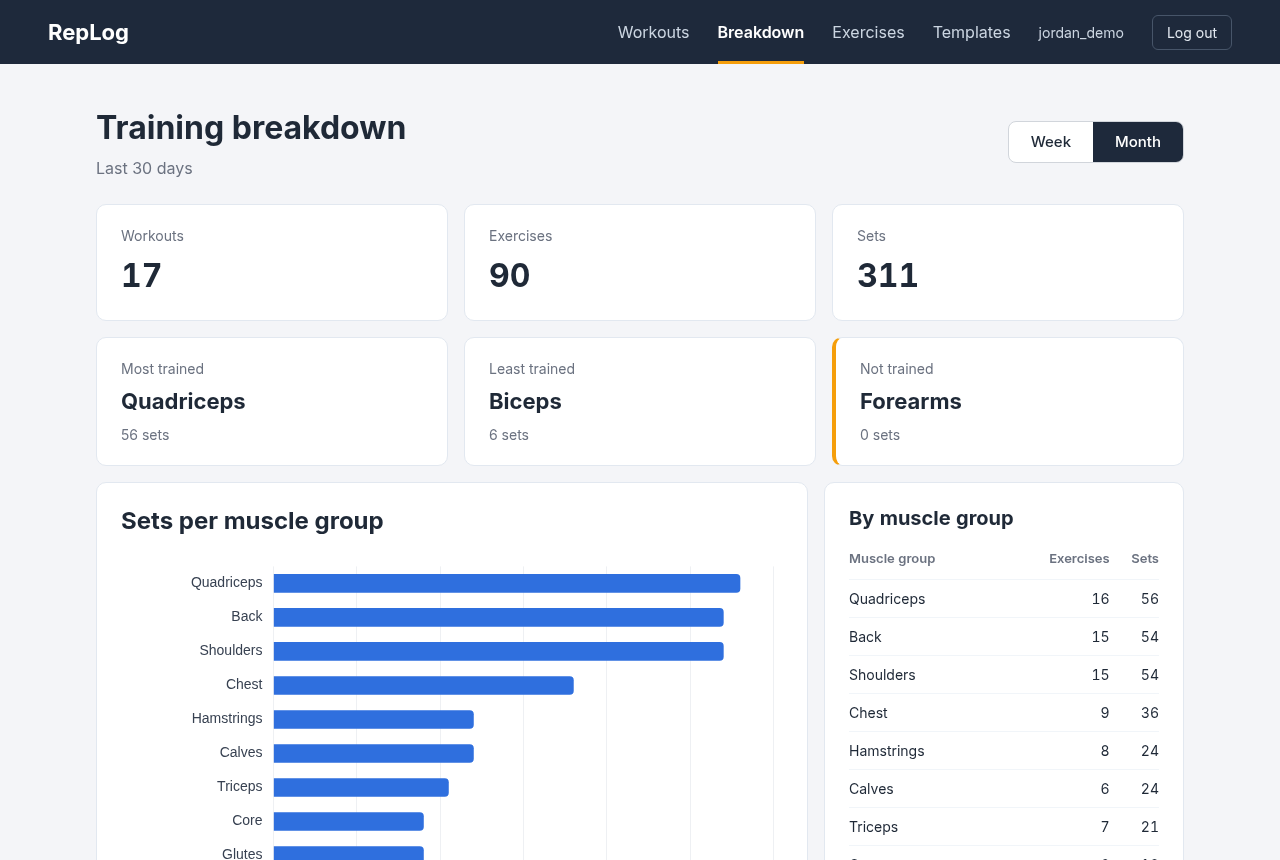 RepLog
Workouts Breakdown Exercises Templates jordan_demo Log out
Training breakdown
Last 30 days
Week Month
Workouts
17
Exercises
90
Sets
311
Most trained
Quadriceps
56 sets
Least trained
Biceps
6 sets
Not trained
Forearms
0 sets
Sets per muscle group
Quadriceps
Back
Shoulders
Chest
Hamstrings
Calves
Triceps
Core
Glutes
By muscle group
Muscle group Exercises Sets
Quadriceps 16 56
Back 15 54
Shoulders 15 54
Chest 9 36
Hamstrings 8 24
Calves 6 24
Triceps 7 21